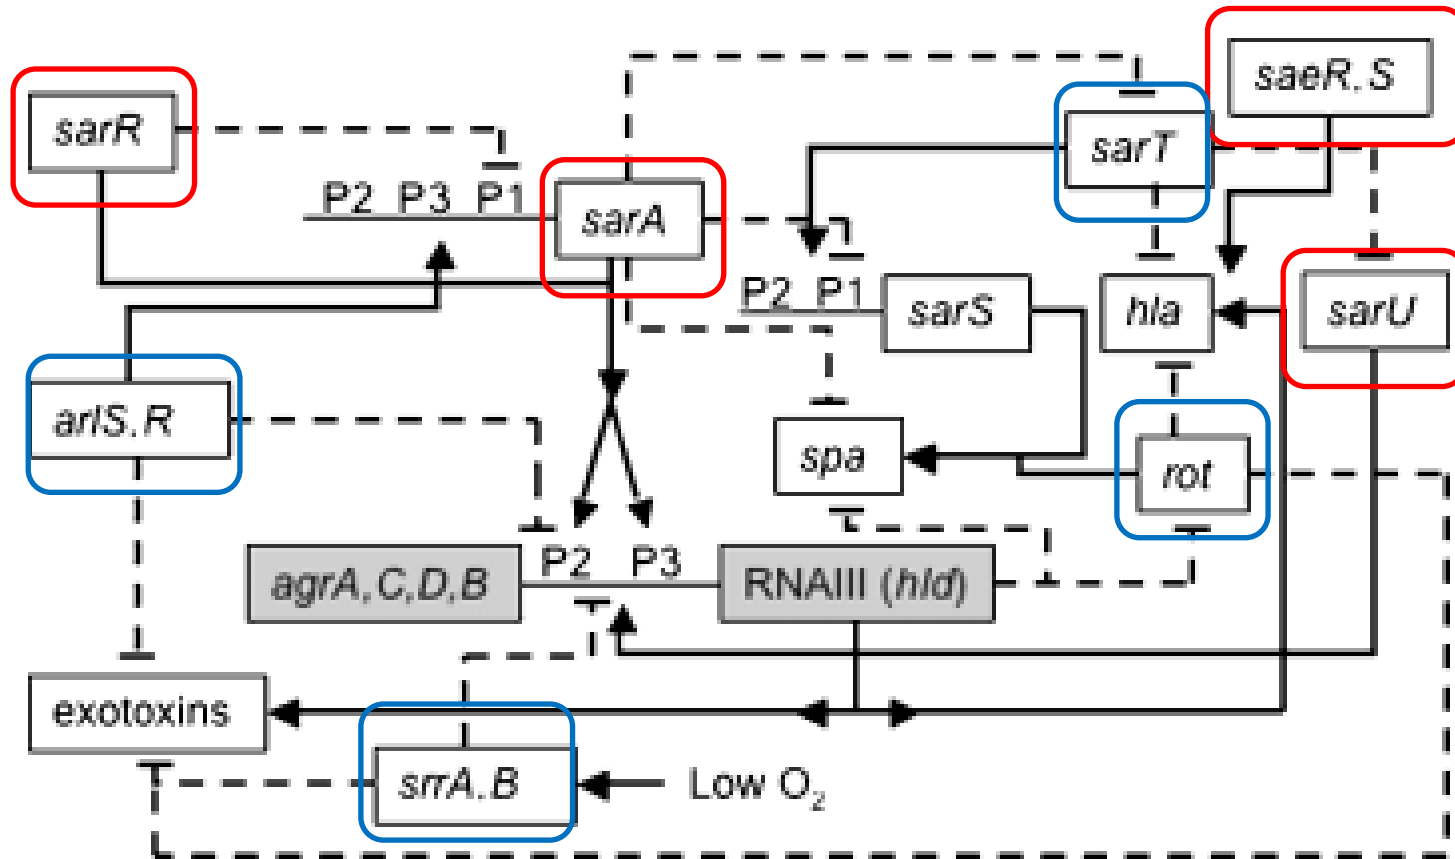 saeR.S
sarR
sarT
P2 P3 P1
sarA
P2 P1
sarS
hla
sarU
arlS.R
spa
rot
agrA,C,D,B
P2
P3
RNAIII (hld)
exotoxins
srrA.B
Low O₂